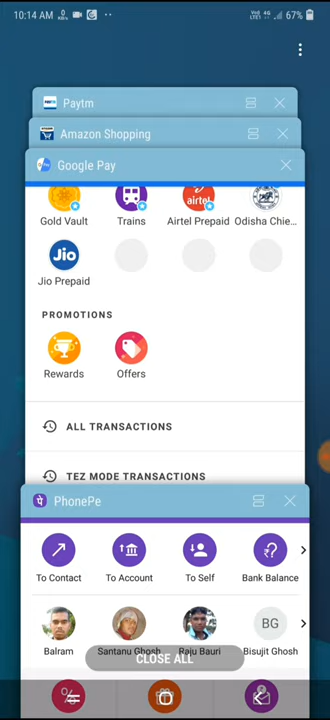 10:14 AM
67%
Paytm
Amazon Shopping
Google Pay
Gold Vault Trains Airtel Prepaid Odisha Chie...
airtel
Jio
Jio Prepaid
PROMOTIONS
Rewards Offers
ALL TRANSACTIONS
TEZ MODE TRANSACTIONS
PhonePe
To Contact To Account To Self Bank Balance
BG
Balram Santanu Ghosh Raju Bauri Bisujit Ghosh
CLOSE ALL